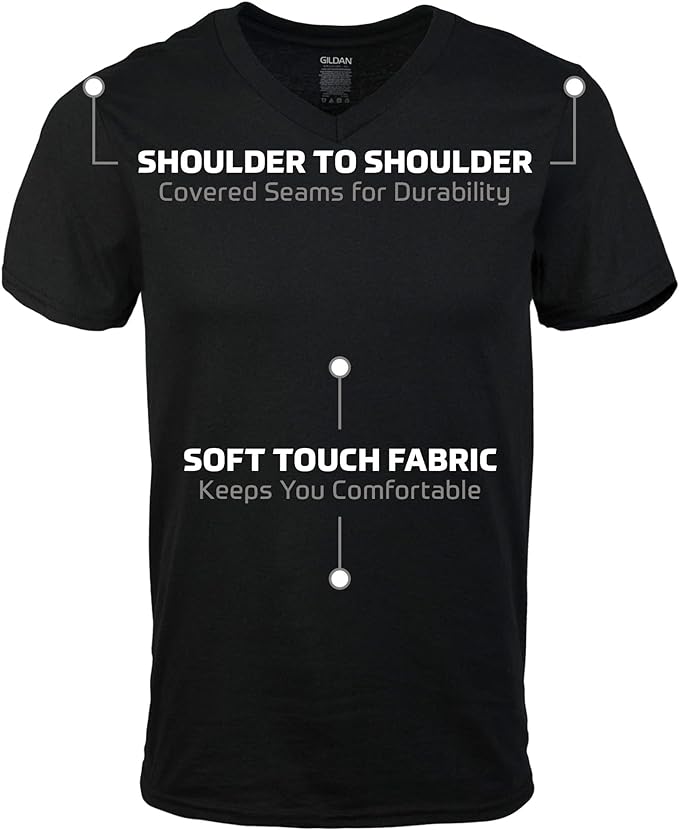 GILDAN
SHOULDER TO SHOULDER
Covered Seams for Durability
SOFT TOUCH FABRIC
Keeps You Comfortable